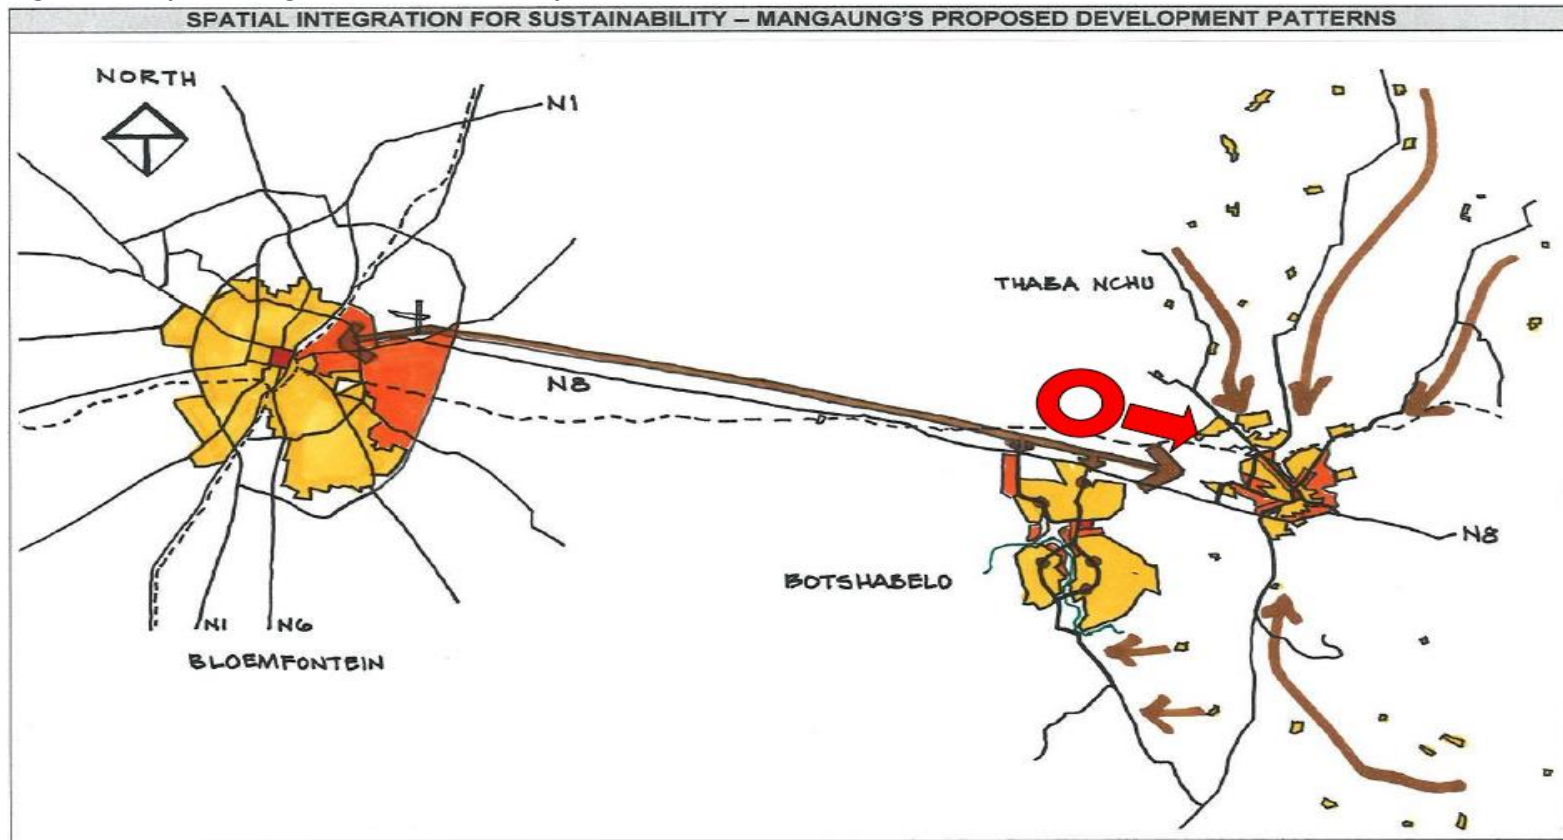 SPATIAL INTEGRATION FOR SUSTAINABILITY – MANGAUNG'S PROPOSED DEVELOPMENT PATTERNS
NORTH
N1
THABA NCHU
N8
N8
BOTSHABELO
N1
N6
BLOEMFONTEIN